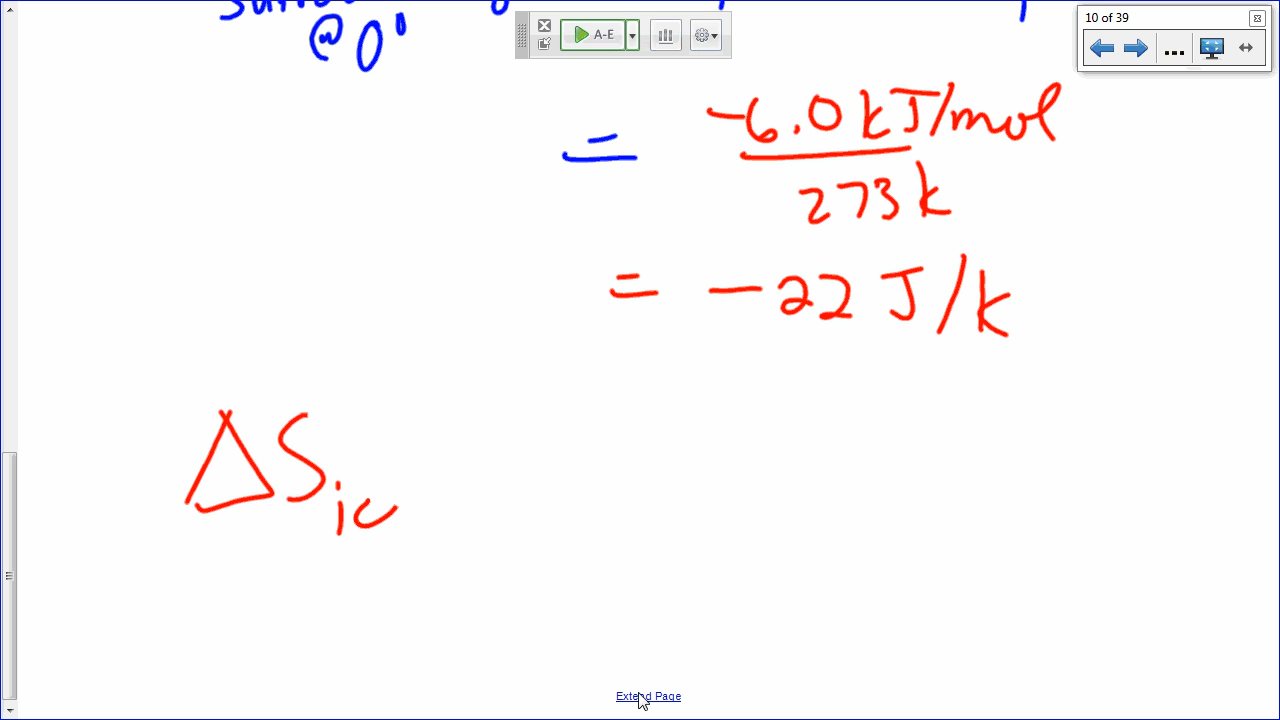 10 of 39
A-E
@ 0°
= -6.0 kJ/mol
273 k
= -22 J/k
ΔS ic
Extend Page